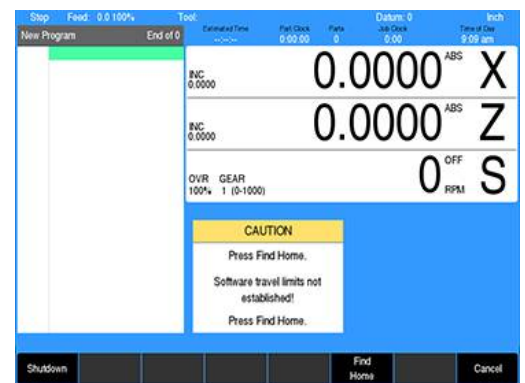 Stop Feed: 0.0 100% Tool: Datum: 0 Inch
Estimated Time Part Clock Parts Job Clock Time of Day
--:--:-- 0:00:00 0 0:00 9:09 am
New Program End of 0
ABS
INC 0.0000 X
0.0000
ABS
INC 0.0000 Z
0.0000
OFF
OVR GEAR 0 S
100% 1 (0-1000) RPM
CAUTION
Press Find Home.
Software travel limits not
established!
Press Find Home.
Shutdown Find Home Cancel